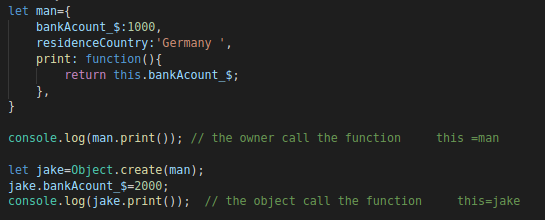 let man={
bankAcount_$:1000,
residenceCountry:'Germany ',
print: function(){
return this.bankAcount_$;
},
}
console.log(man.print()); // the owner call the function this =man
let jake=Object.create(man);
jake.bankAcount_$=2000;
console.log(jake.print()); // the object call the function this=jake